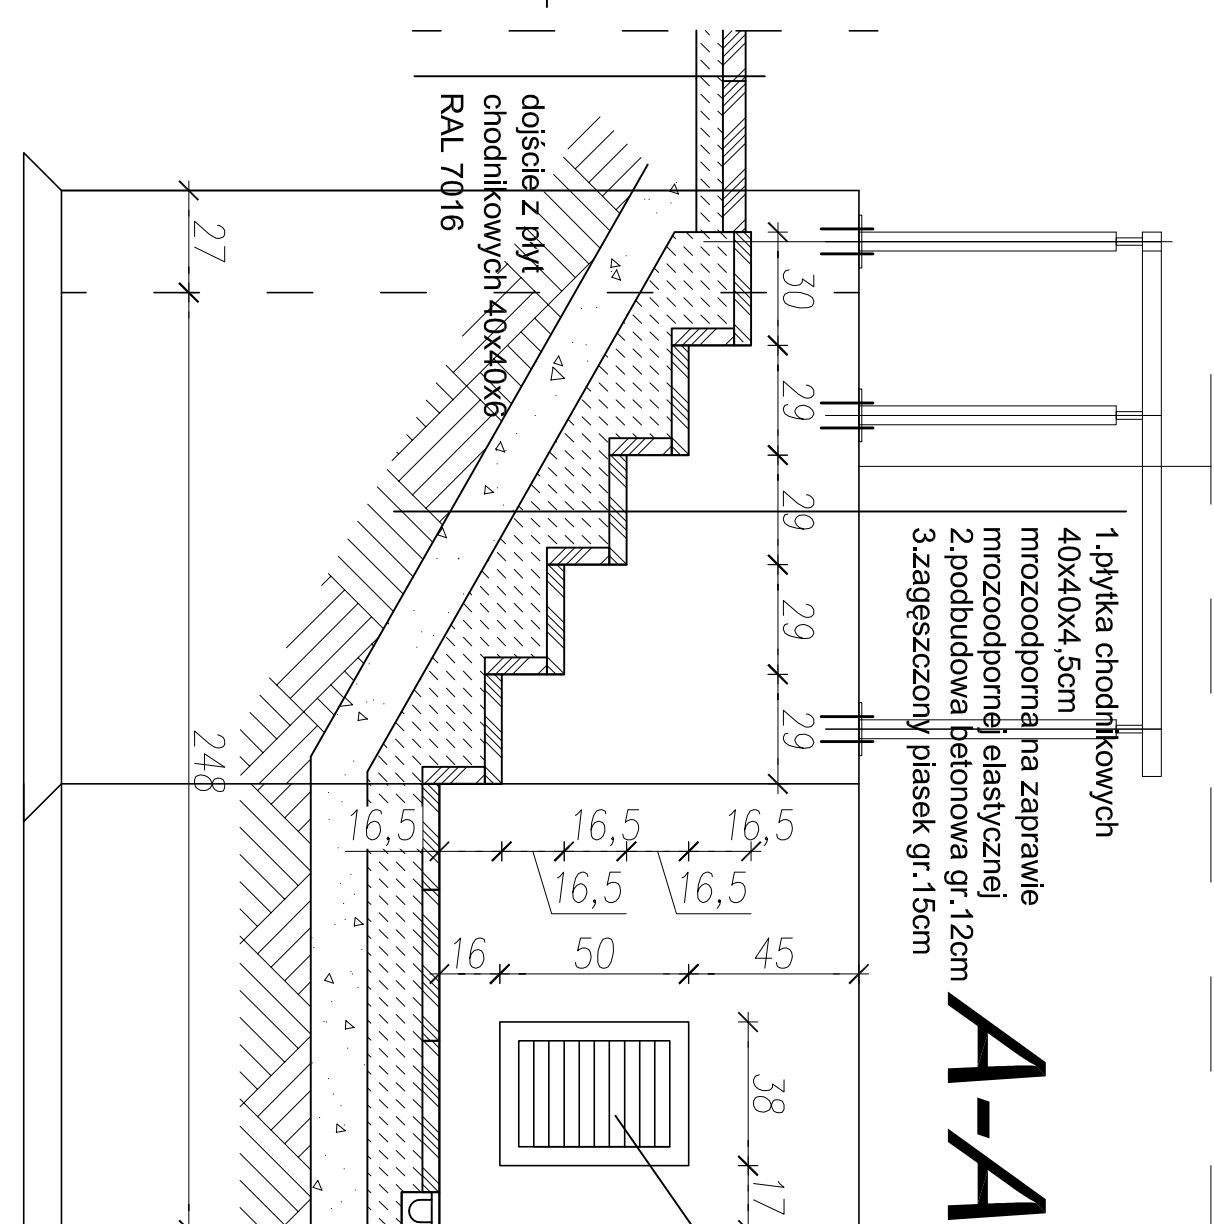 dojście z płyt
chodnikowych 40x40x6
RAL 7016
1.płytka chodnikowych
40x40x4,5cm
mrozoodporna na zaprawie
mrozoodpornej elastycznej
2.podbudowa betonowa gr.12cm
3.zagęszczony piasek gr.15cm
A-A
30
29
29
29
29
27
248
16,5
16,5
16,5
16,5
16,5
16
50
45
38
17